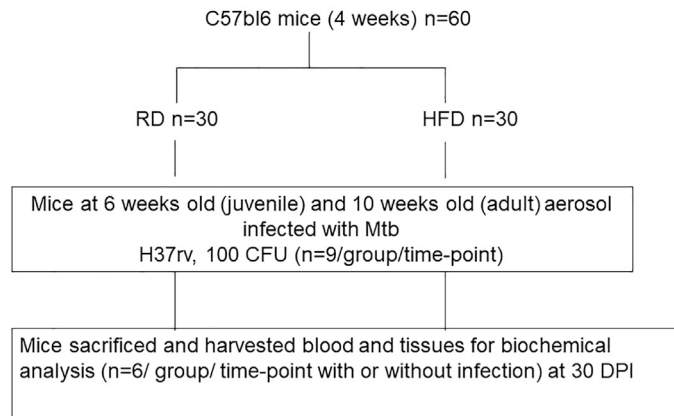 C57bl6 mice (4 weeks) n=60
RD n=30
HFD n=30
Mice at 6 weeks old (juvenile) and 10 weeks old (adult) aerosol
infected with Mtb
H37rv, 100 CFU (n=9/group/time-point)
Mice sacrificed and harvested blood and tissues for biochemical
analysis (n=6/ group/ time-point with or without infection) at 30 DPI